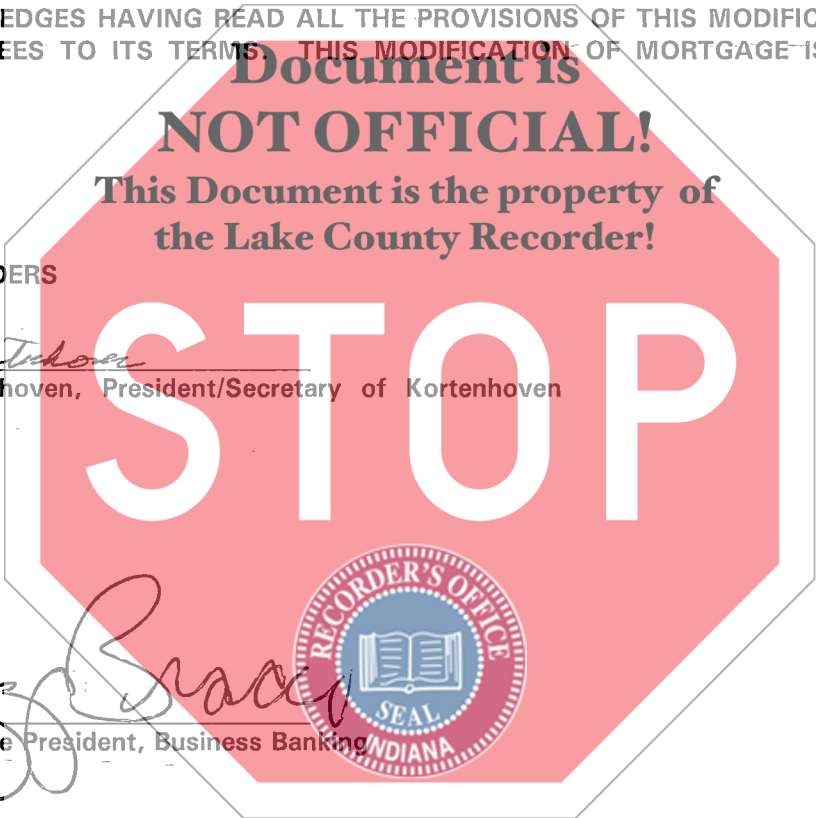 EDGES HAVING READ ALL THE PROVISIONS OF THIS MODIFIC
EES TO ITS TERMS. THIS MODIFICATION OF MORTGAGE IS
Document is
NOT OFFICIAL!
This Document is the property of
the Lake County Recorder!
DERS
hoven, President/Secretary of Kortenhoven
STOP
RECORDER'S OFFICE
SEAL
INDIANA
e President, Business Banking